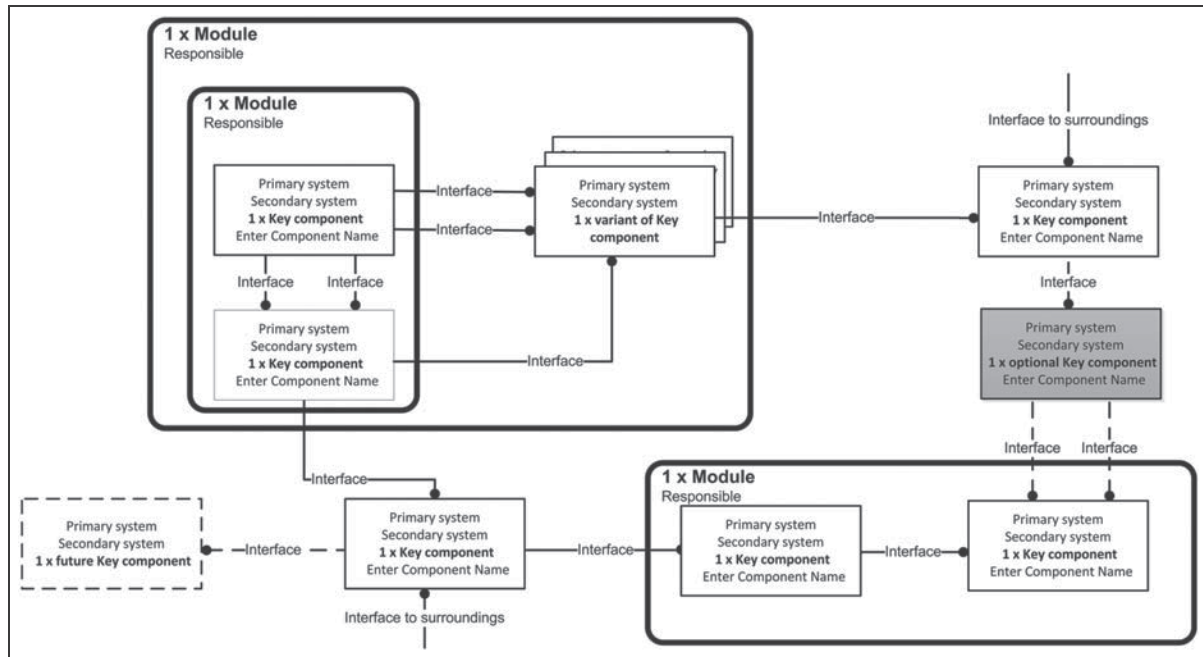 1 x Module
Responsible
1 x Module
Responsible
Primary system
Secondary system
1 x Key component
Enter Component Name
Interface
Interface
Interface
Interface
Primary system
Secondary system
1 x Key component
Enter Component Name
Primary system
Secondary system
1 x variant of Key
component
Interface
Interface
Interface to surroundings
Primary system
Secondary system
1 x Key component
Enter Component Name
Interface
Primary system
Secondary system
1 x optional Key component
Enter Component Name
Interface
Interface
Interface
Primary system
Secondary system
1 x future Key component
Interface
Primary system
Secondary system
1 x Key component
Enter Component Name
Interface to surroundings
Interface
1 x Module
Responsible
Primary system
Secondary system
1 x Key component
Enter Component Name
Interface
Primary system
Secondary system
1 x Key component
Enter Component Name